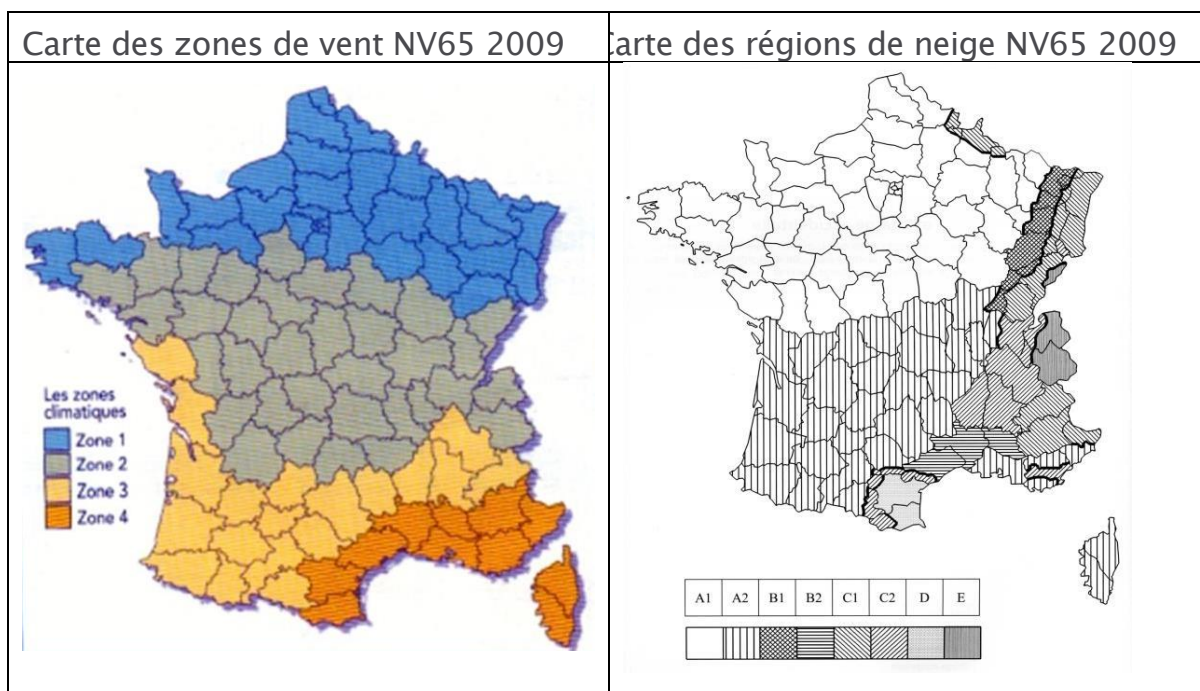 Carte des zones de vent NV65 2009
Carte des régions de neige NV65 2009
Les zones
climatiques
Zone 1
Zone 2
Zone 3
Zone 4
A1 A2 B1 B2 C1 C2 D E